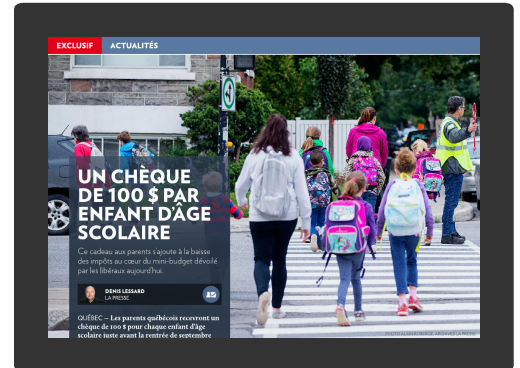 EXCLUSIF ACTUALITÉS
UN CHÈQUE
DE 100 $ PAR
ENFANT D'ÂGE
SCOLAIRE
Ce cadeau aux parents s'ajoute à la baisse
des impôts au cœur du mini-budget dévoilé
par les libéraux aujourd'hui.
DENIS LESSARD
LA PRESSE
QUÉBEC – Les parents québécois recevront un
chèque de 100 $ pour chaque enfant d'âge
scolaire juste avant la rentrée de septembre